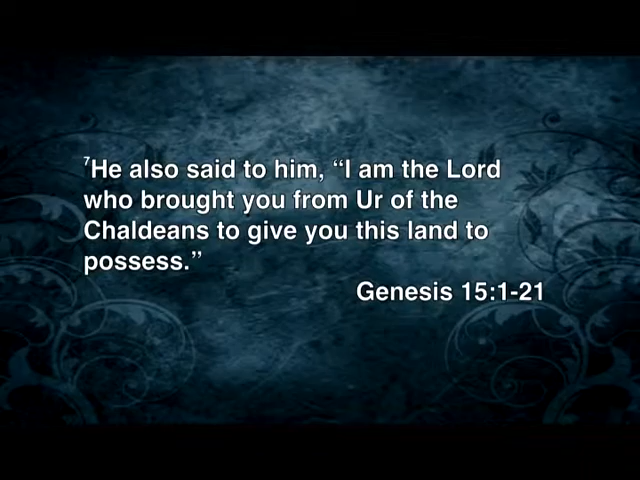 ⁷He also said to him, “I am the Lord
who brought you from Ur of the
Chaldeans to give you this land to
possess.”
Genesis 15:1-21